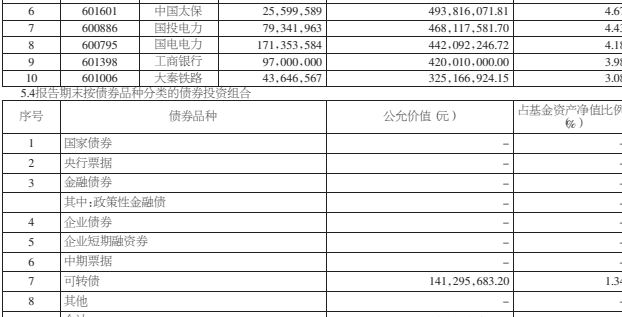 6 601601 中国太保 25,599,589 493,816,071.81 4.67
7 600886 国投电力 79,341,963 468,117,581.70 4.43
8 600795 国电电力 171,353,584 442,092,246.72 4.18
9 601398 工商银行 97,000,000 420,010,000.00 3.98
10 601006 大秦铁路 43,646,567 325,166,924.15 3.08
5.4报告期末按债券品种分类的债券投资组合
序号 债券品种 公允价值(元) 占基金资产净值比例
(%)
1 国家债券 - -
2 央行票据 - -
3 金融债券 - -
其中:政策性金融债 - -
4 企业债券 - -
5 企业短期融资券 - -
6 中期票据 - -
7 可转债 141,295,683.20 1.34
8 其他 - -